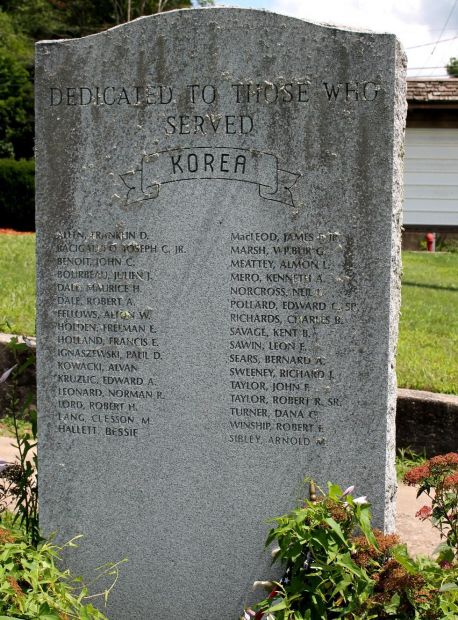 DEDICATED TO THOSE WHO
SERVED
KOREA
ALLEN, FRANKLIN D.
BACIGALUPO, JOSEPH C. JR.
BENOIT, JOHN C.
BOURBEAU, JULIEN J.
DALE, MAURICE H.
DALE, ROBERT A.
FELLOWS, ALTON W.
HOLDEN, FREEMAN E.
HOLLAND, FRANCIS E.
IGNASZEWSKI, PAUL D.
KOWACKI, ALVAN
KRUZLIC, EDWARD A.
LEONARD, NORMAN R.
LORD, ROBERT H.
LANG, CLESSON M.
HALLETT, BESSIE
MacLEOD, JAMES
MARSH, WILBUR G.
MEATTEY, ALMON L.
MERO, KENNETH A.
NORCROSS, NEIL
POLLARD, EDWARD C. SR.
RICHARDS, CHARLES B.
SAVAGE, KENT B.
SAWIN, LEON E.
SEARS, BERNARD A.
SWEENEY, RICHARD J.
TAYLOR, JOHN F.
TAYLOR, ROBERT R. SR.
TURNER, DANA G.
WINSHIP, ROBERT F.
SIBLEY, ARNOLD M.